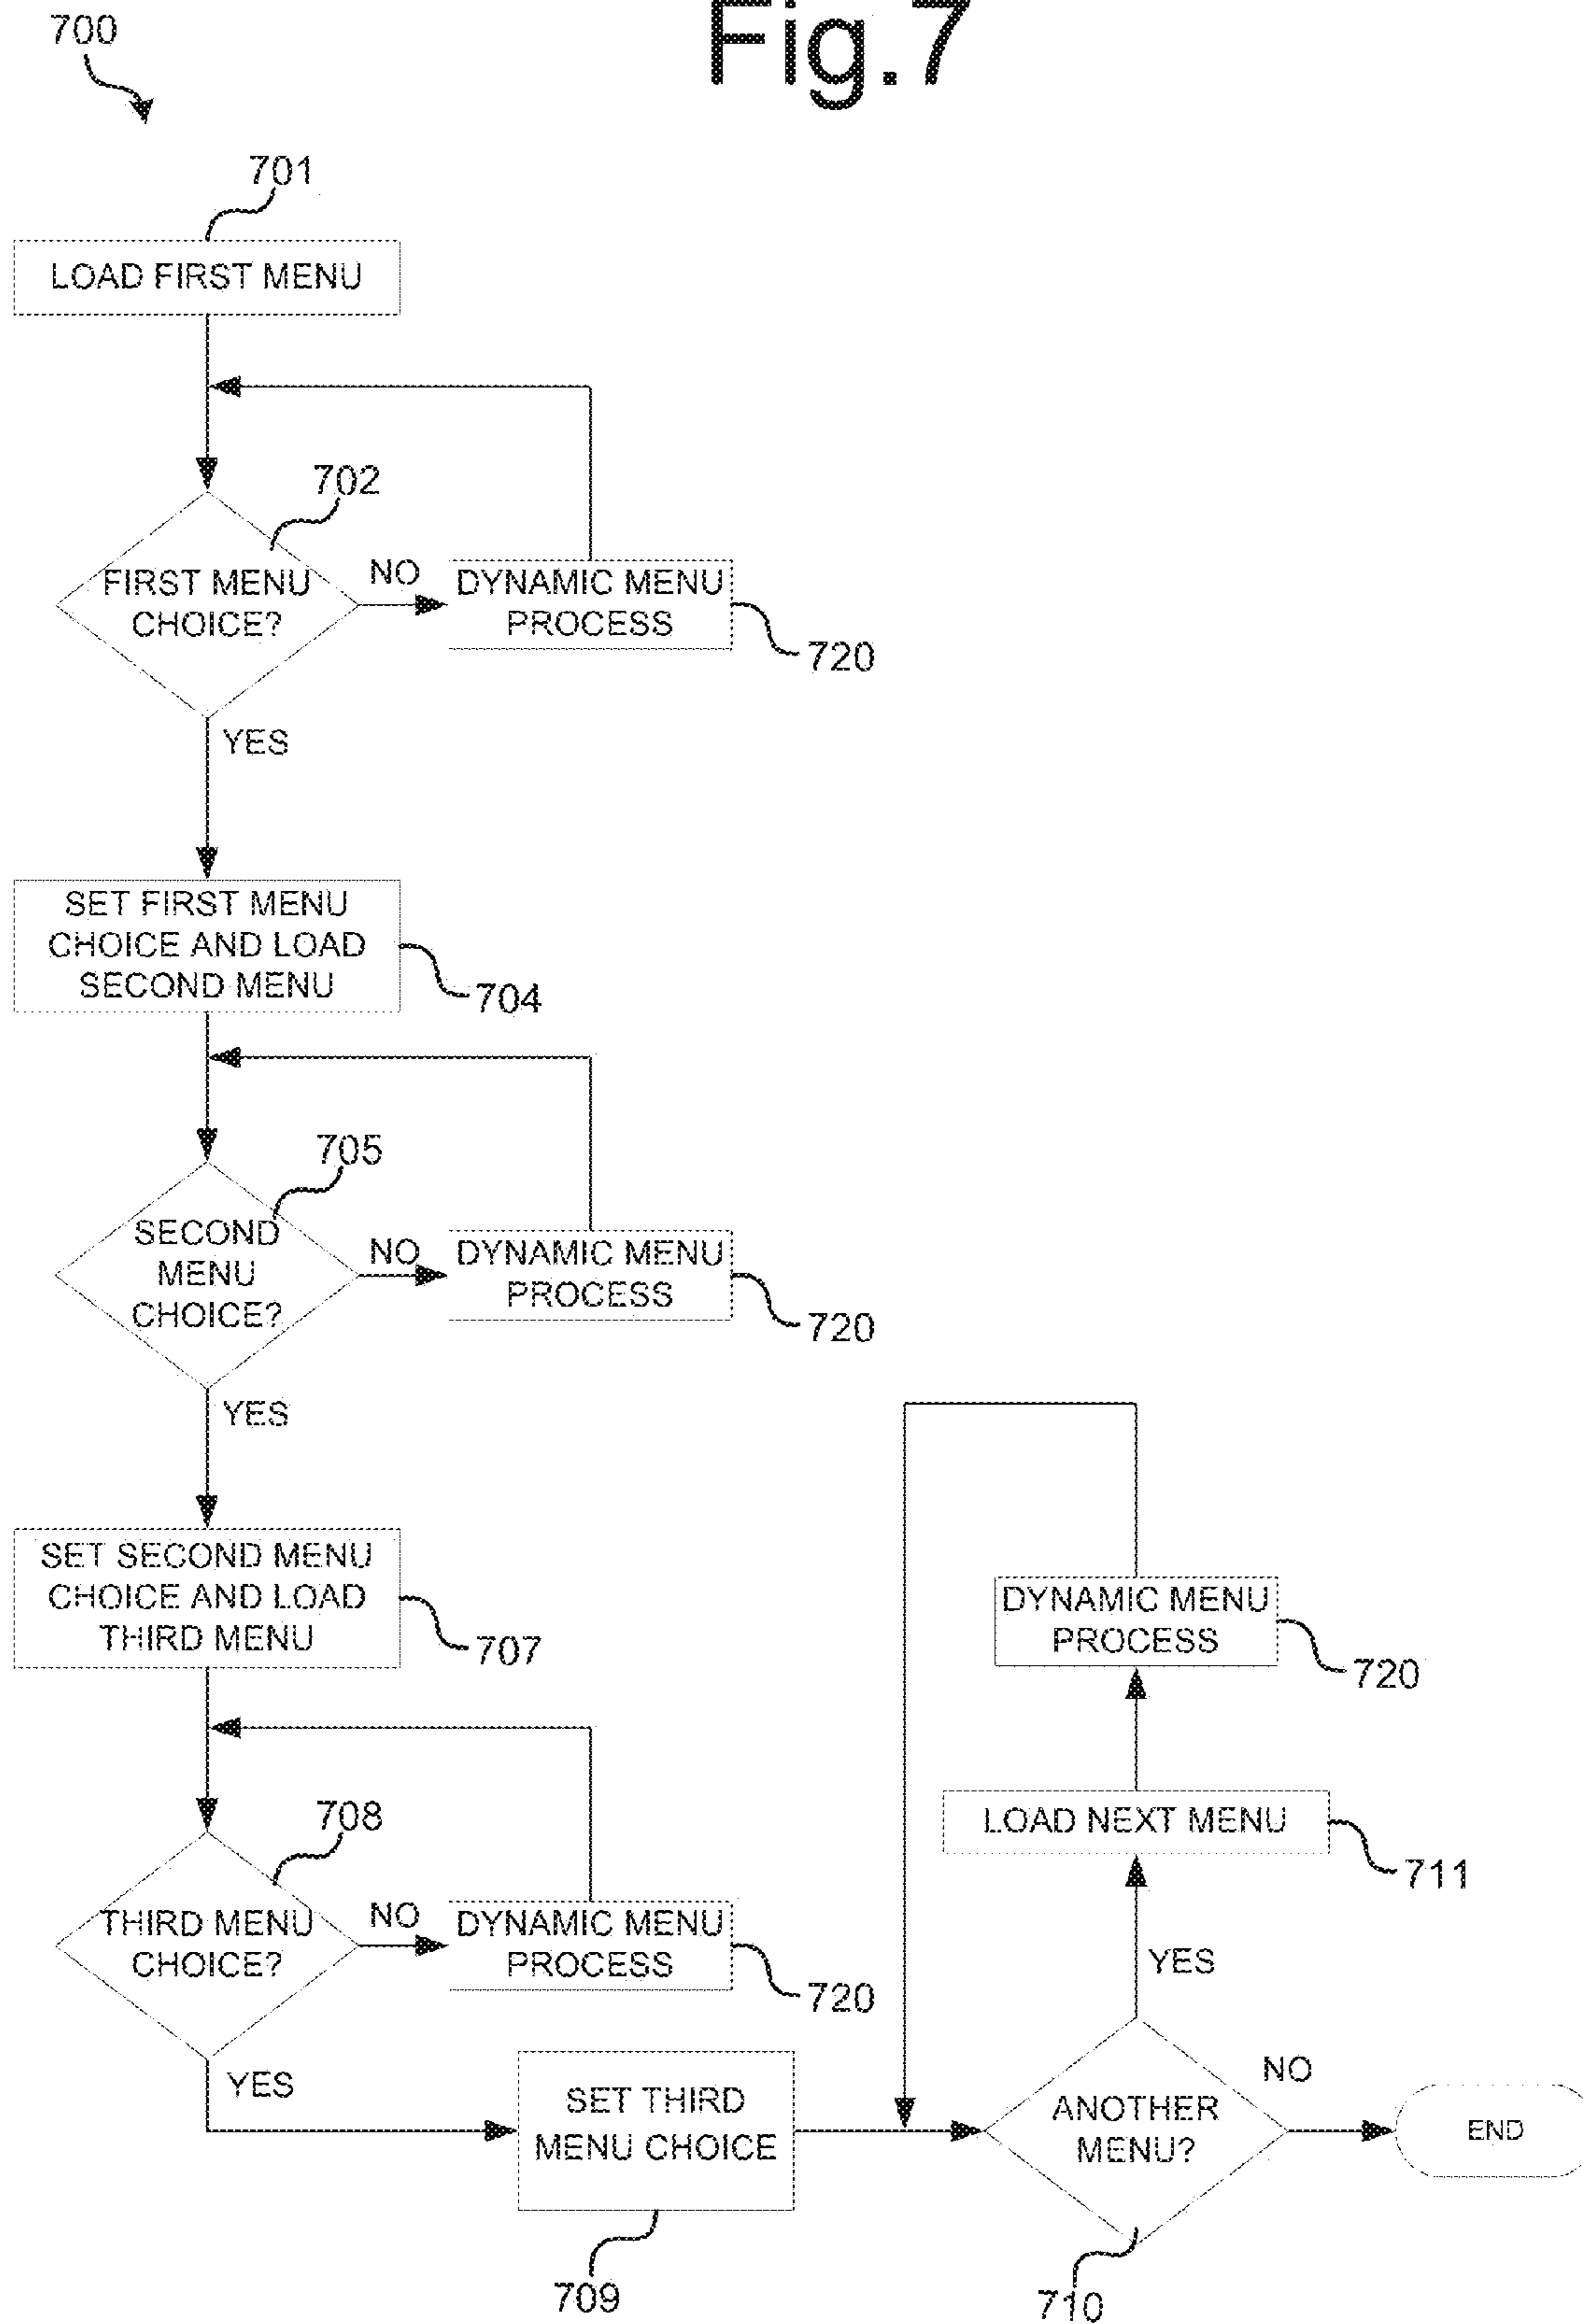 Fig.7
700
701
LOAD FIRST MENU
702
FIRST MENU
CHOICE?
NO
DYNAMIC MENU
PROCESS
720
YES
SET FIRST MENU
CHOICE AND LOAD
SECOND MENU
704
705
SECOND
MENU
CHOICE?
NO
DYNAMIC MENU
PROCESS
720
YES
SET SECOND MENU
CHOICE AND LOAD
THIRD MENU
707
708
THIRD MENU
CHOICE?
NO
DYNAMIC MENU
PROCESS
720
YES
SET THIRD
MENU CHOICE
709
DYNAMIC MENU
PROCESS
720
LOAD NEXT MENU
711
YES
ANOTHER
MENU?
710
NO
END